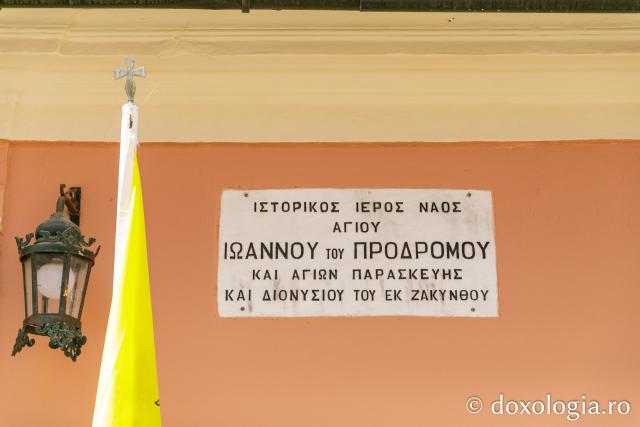 ΙΣΤΟΡΙΚΟΣ ΙΕΡΟΣ ΝΑΟΣ
ΑΓΙΟΥ
ΙΩΑΝΝΟΥ ΤΟΥ ΠΡΟΔΡΟΜΟΥ
ΚΑΙ ΑΓΙΩΝ ΠΑΡΑΣΚΕΥΗΣ
ΚΑΙ ΔΙΟΝΥΣΙΟΥ ΤΟΥ ΕΚ ΖΑΚΥΝΘΟΥ
© doxologia.ro ®